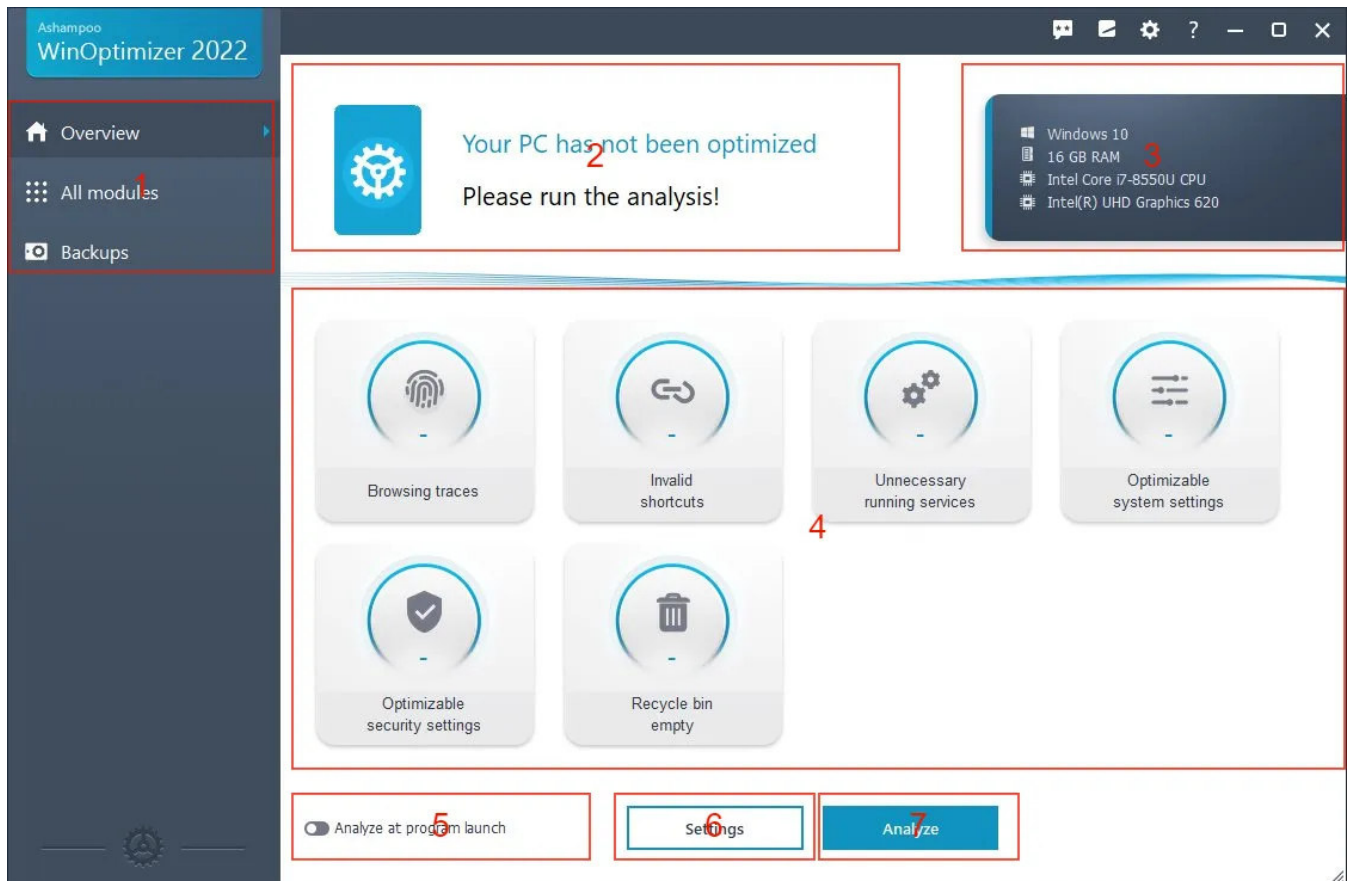 Ashampoo
WinOptimizer 2022
?
Overview
All modules
Backups
1
Your PC has not been optimized
Please run the analysis!
2
Windows 10
16 GB RAM
Intel Core i7-8550U CPU
Intel(R) UHD Graphics 620
3
Browsing traces
Invalid
shortcuts
Unnecessary
running services
Optimizable
system settings
4
Optimizable
security settings
Recycle bin
empty
Analyze at program launch
5
Settings
6
Analyze
7